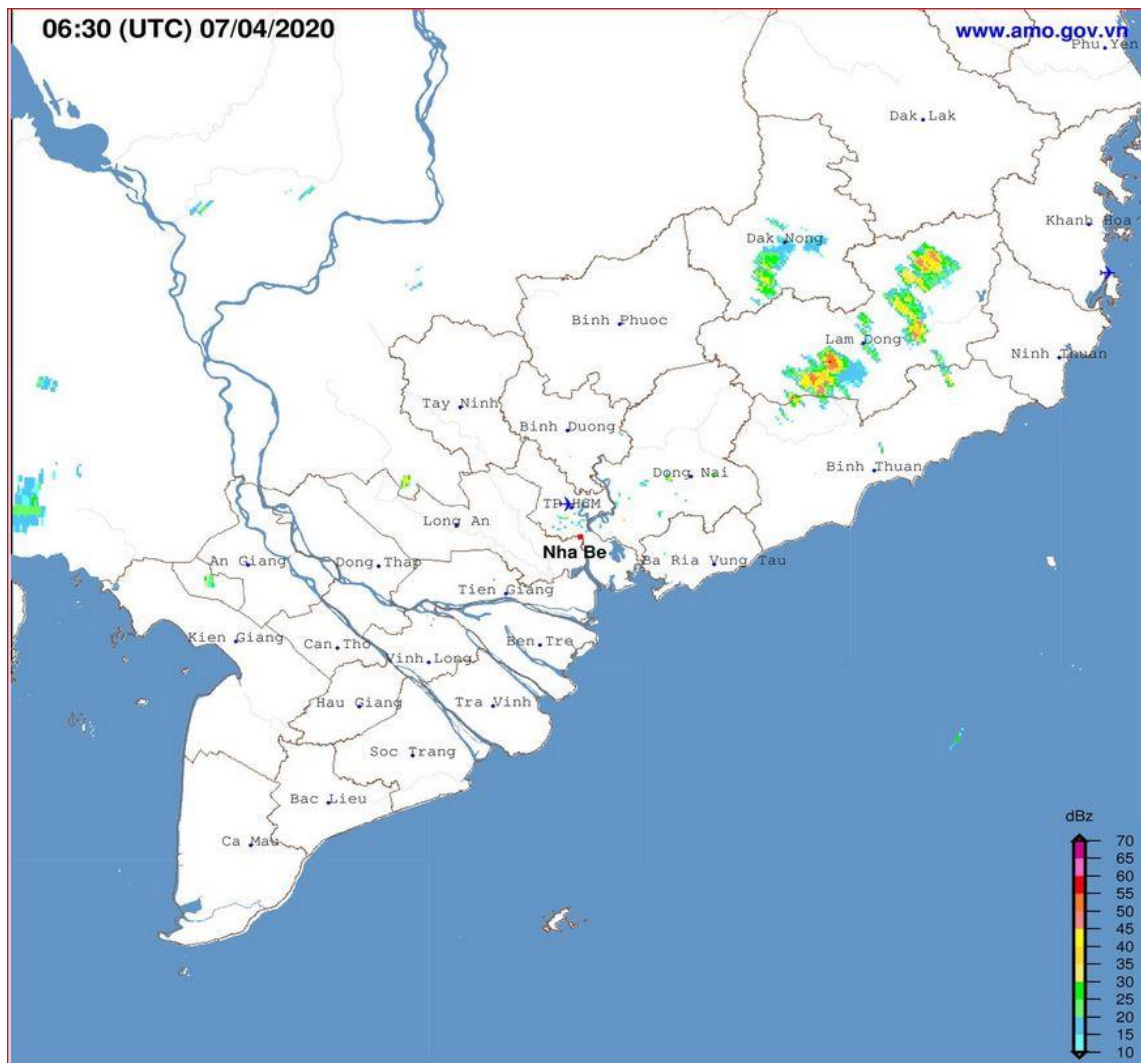 06:30 (UTC) 07/04/2020
www.amo.gov.vn
Phu Yen
Dak Lak
Khanh Hoa
Dak Nong
Binh Phuoc
Lam Dong
Ninh Thuan
Tay Ninh
Binh Duong
Dong Nai
Binh Thuan
TP HCM
Long An
Nha Be
An Giang
Dong Thap
Ba Ria Vung Tau
Tien Giang
Kien Giang
Can Tho
Ben Tre
Vinh Long
Hau Giang
Tra Vinh
Soc Trang
Bac Lieu
Ca Mau
dBz
70
65
60
55
50
45
40
35
30
25
20
15
10